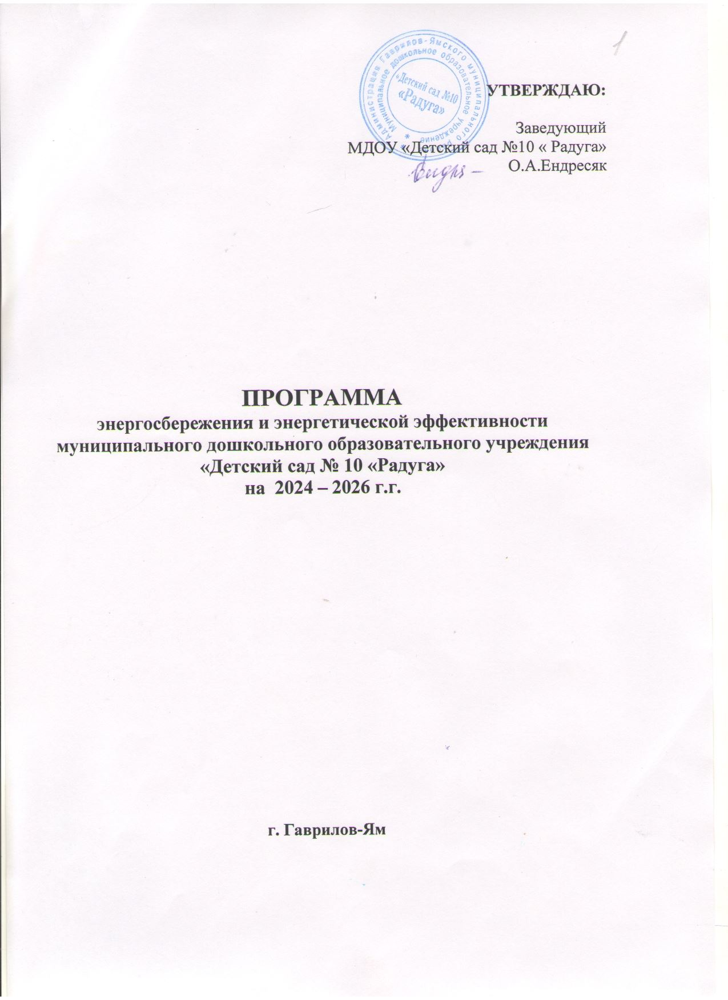 1
Администрация Гаврилов-Ямского муниципального
Муниципальное дошкольное образовательное учреждение
«Детский сад №10
«Радуга»
УТВЕРЖДАЮ:
Заведующий
МДОУ «Детский сад №10 « Радуга»
О.А.Ендресяк
ПРОГРАММА
энергосбережения и энергетической эффективности
муниципального дошкольного образовательного учреждения
«Детский сад № 10 «Радуга»
на 2024 – 2026 г.г.
г. Гаврилов-Ям